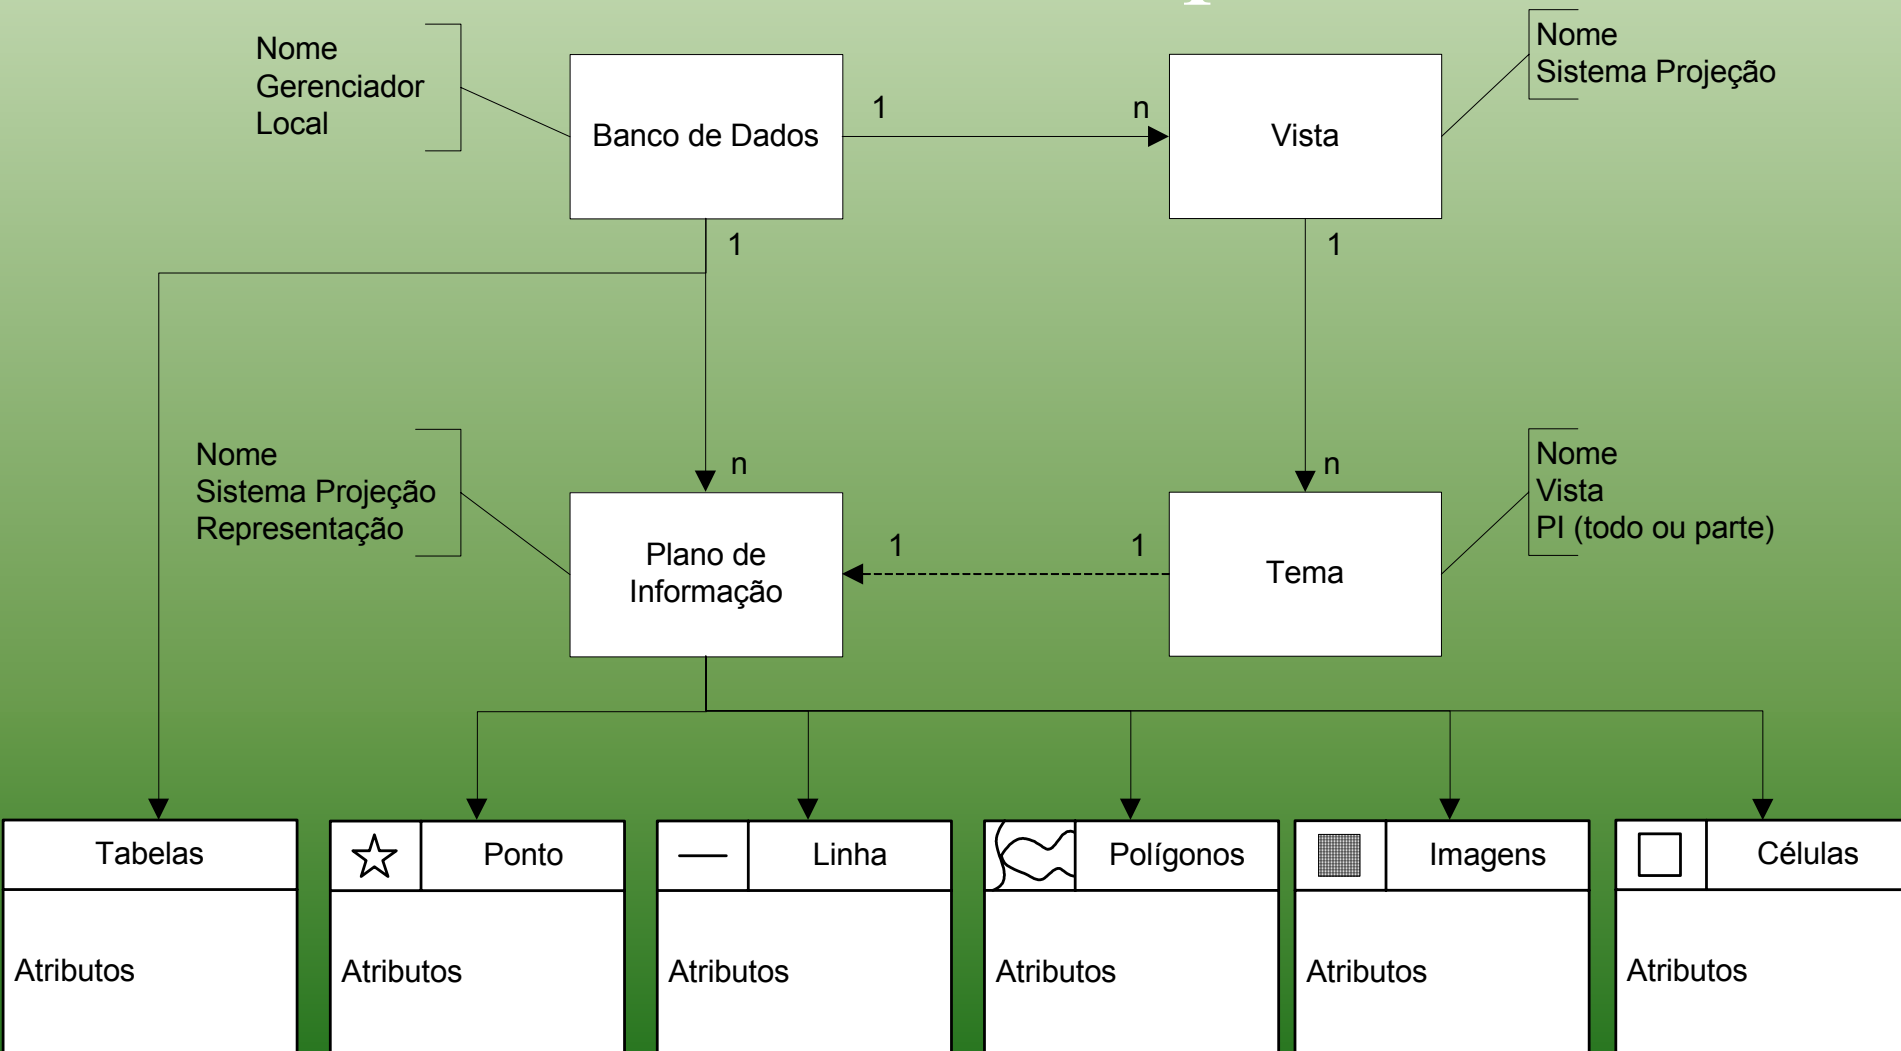 Nome
Gerenciador
Local
Banco de Dados
1
n
Vista
Nome
Sistema Projeção
1
1
Nome
Sistema Projeção
Representação
n
n
Nome
Vista
PI (todo ou parte)
Plano de
Informação
1
1
Tema
Tabelas
Ponto
Linha
Polígonos
Imagens
Células
Atributos
Atributos
Atributos
Atributos
Atributos
Atributos